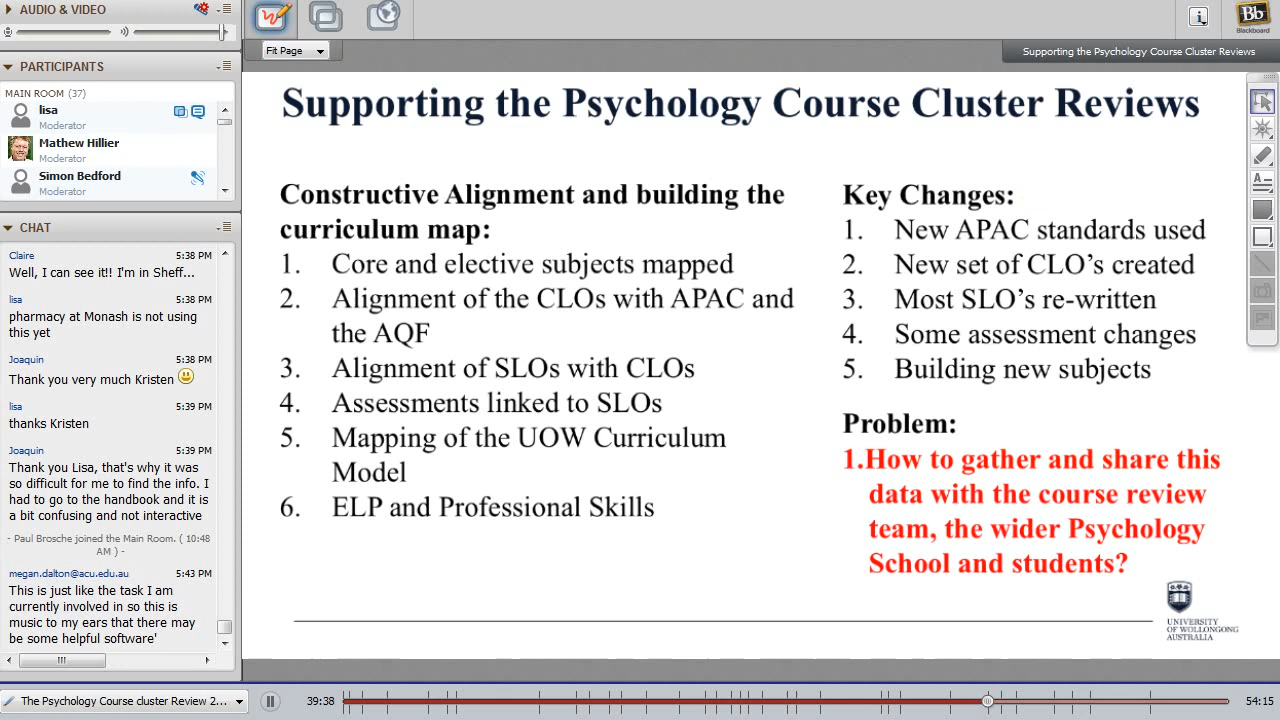 AUDIO & VIDEO
PARTICIPANTS
MAIN ROOM (37)
lisa
Moderator
Mathew Hillier
Moderator
Simon Bedford
Moderator
CHAT
Claire 5:38 PM
Well, I can see it!! I'm in Sheff...
lisa 5:38 PM
pharmacy at Monash is not using
this yet
Joaquin 5:38 PM
Thank you very much Kristen
lisa 5:39 PM
thanks Kristen
Joaquin 5:39 PM
Thank you Lisa, that's why it was
so difficult for me to find the info. I
had to go to the handbook and it is
a bit confusing and not interactive
- Paul Brosche joined the Main Room. ( 10:48
AM ) -
megan.dalton@acu.edu.au 5:43 PM
This is just like the task I am
currently involved in so this is
music to my ears that there may
be some helpful software'
Fit Page
Supporting the Psychology Course Cluster Reviews
Bb
Blackboard
Supporting the Psychology Course Cluster Reviews
Constructive Alignment and building the
curriculum map:
1. Core and elective subjects mapped
2. Alignment of the CLOs with APAC and
the AQF
3. Alignment of SLOs with CLOs
4. Assessments linked to SLOs
5. Mapping of the UOW Curriculum
Model
6. ELP and Professional Skills
Key Changes:
1. New APAC standards used
2. New set of CLO's created
3. Most SLO's re-written
4. Some assessment changes
5. Building new subjects
Problem:
1.How to gather and share this
data with the course review
team, the wider Psychology
School and students?
UNIVERSITY
OF WOLLONGONG
AUSTRALIA
The Psychology Course cluster Review 2...
39:38
54:15